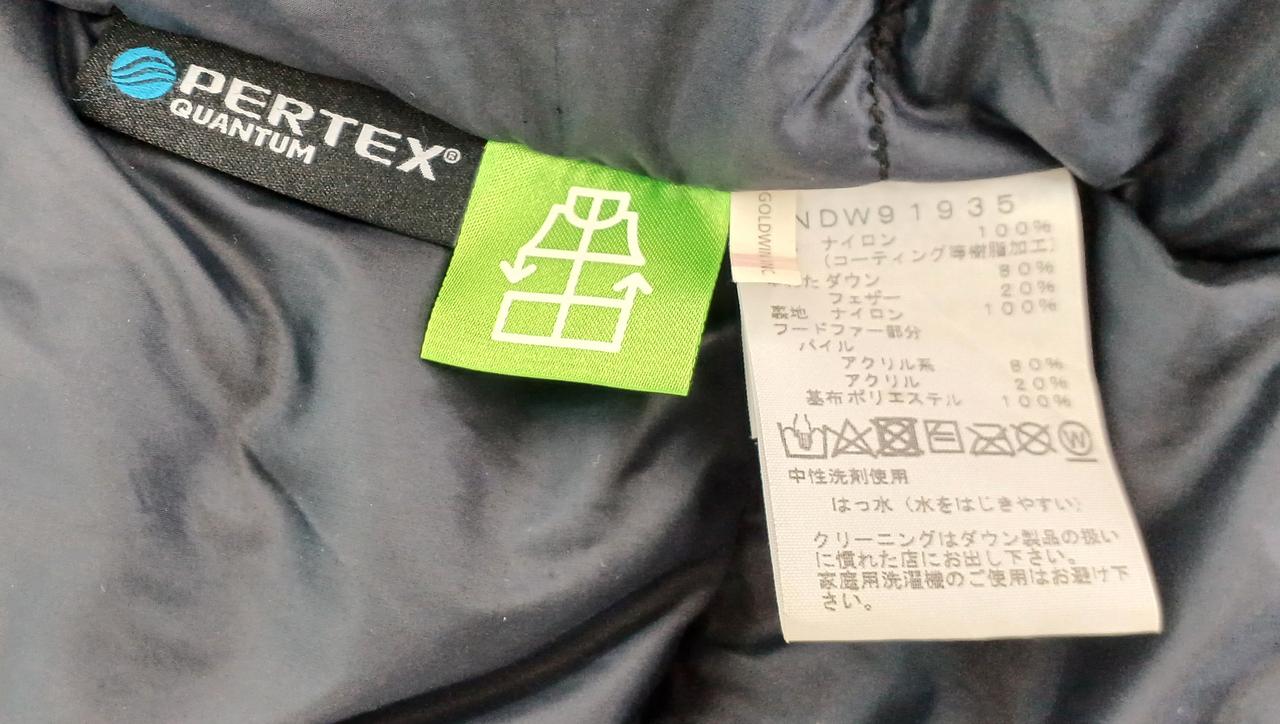 PERTEX®
QUANTUM
GOLDWIN INC
NDW91935
ナイロン 100%
(コーティング等樹脂加工)
ダウン 80%
フェザー 20%
裏地 ナイロン 100%
フードファー部分
パイル
アクリル系 80%
アクリル 20%
基布ポリエステル 100%
W
中性洗剤使用
はっ水(水をはじきやすい)
クリーニングはダウン製品の扱い
に慣れた店にお出し下さい。
家庭用洗濯機のご使用はお避け下
さい。